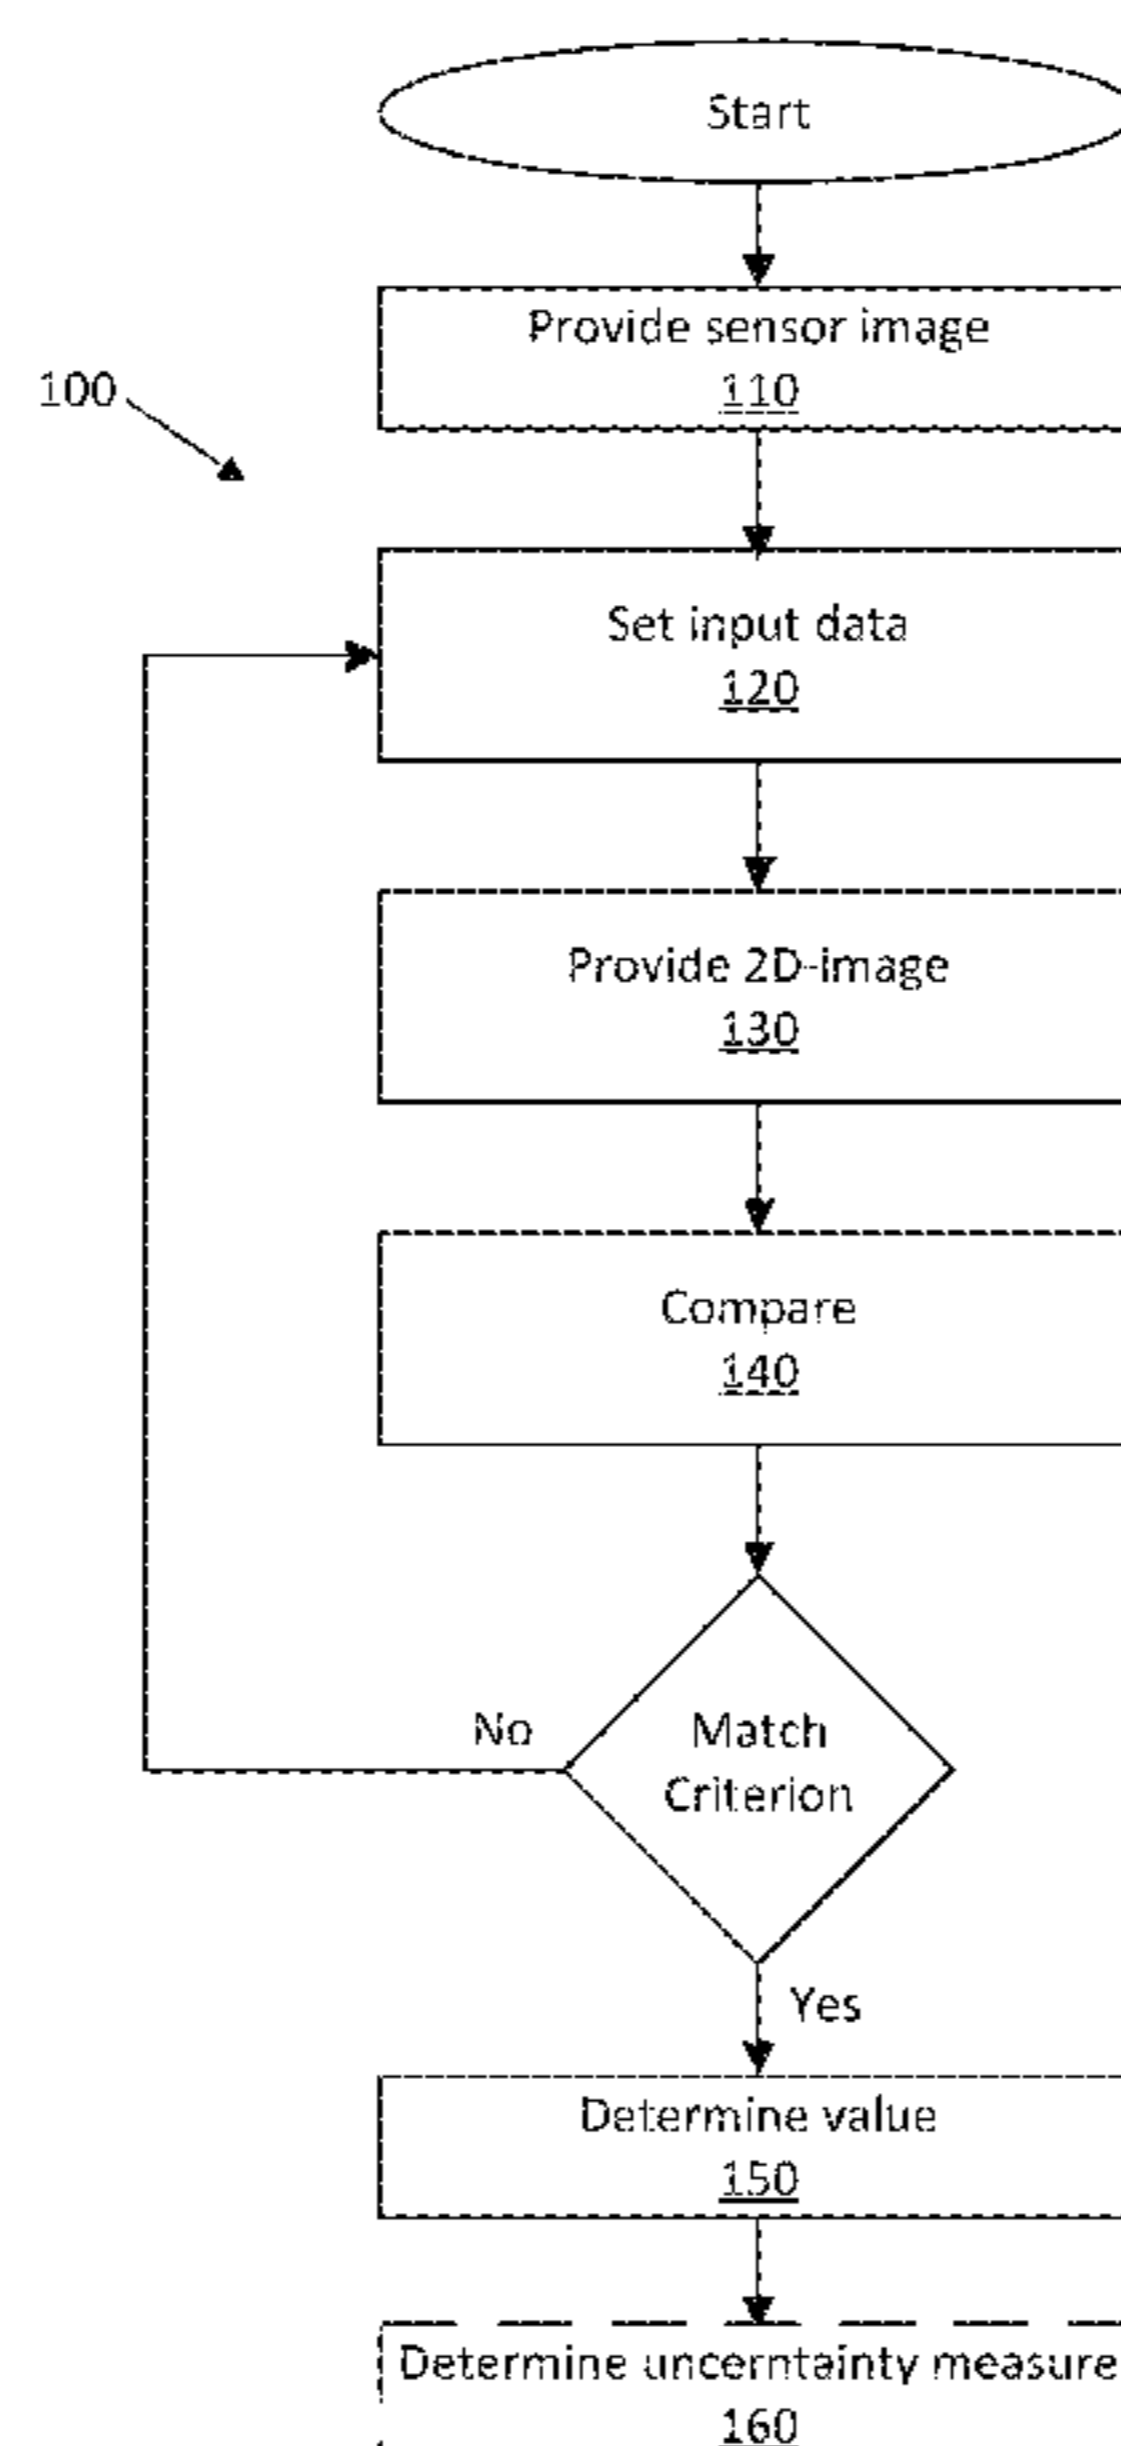 Start
Provide sensor image
110
100
Set input data
120
Provide 2D-image
130
Compare
140
No
Match
Criterion
Yes
Determine value
150
Determine uncerntainty measure
160